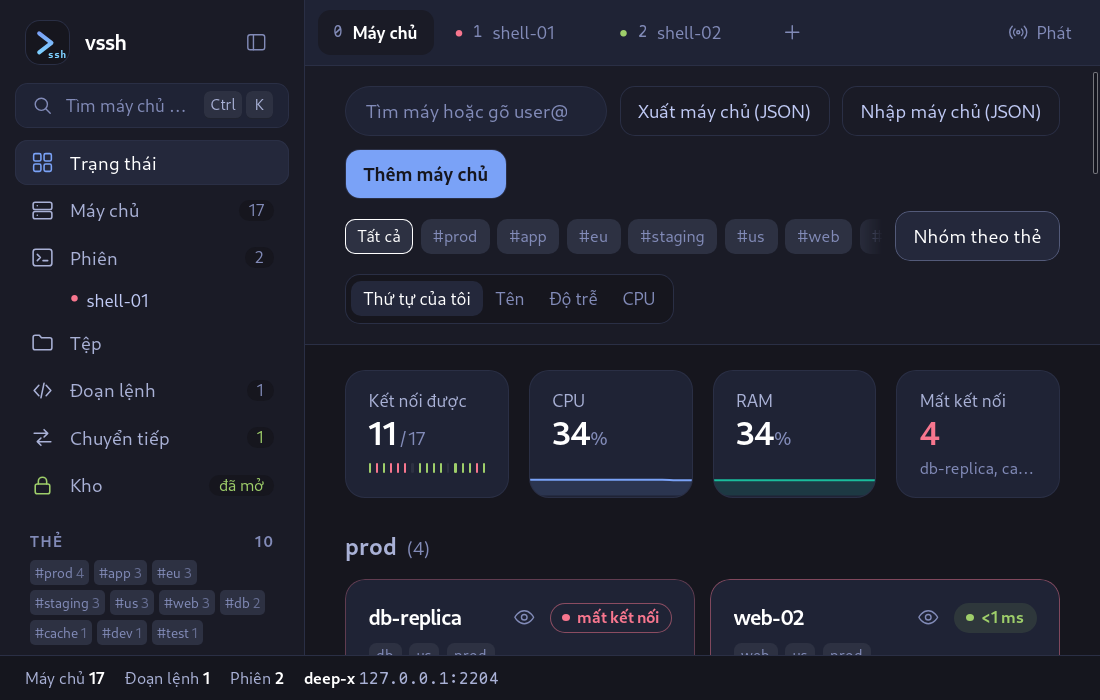 ssh
vssh
Tìm máy chủ ...
Ctrl K
Trạng thái
Máy chủ 17
Phiên 2
shell-01
Tệp
Đoạn lệnh 1
Chuyển tiếp 1
Kho đã mở
THẺ 10
#prod 4 #app 3 #eu 3
#staging 3 #us 3 #web 3 #db 2
#cache 1 #dev 1 #test 1
0 Máy chủ 1 shell-01 2 shell-02 + Phát
Tìm máy hoặc gõ user@ Xuất máy chủ (JSON) Nhập máy chủ (JSON)
Thêm máy chủ
Tất cả #prod #app #eu #staging #us #web # Nhóm theo thẻ
Thứ tự của tôi Tên Độ trễ CPU
Kết nối được CPU RAM Mất kết nối
11/17 34% 34% 4
db-replica, ca...
prod (4)
db-replica mất kết nối web-02 <1 ms
db us prod web us prod
Máy chủ 17 Đoạn lệnh 1 Phiên 2 deep-x 127.0.0.1:2204